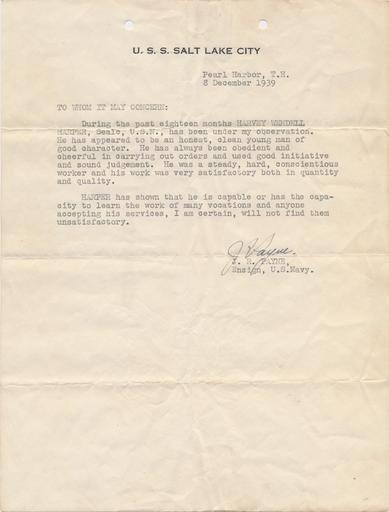 U. S. S. SALT LAKE CITY
Pearl Harbor, T.H.
8 December 1939
TO WHOM IT MAY CONCERN:
During the past eighteen months HARVEY WENDELL
HARPER, Sealc, U.S.N., has been under my observation.
He has appeared to be an honest, clean young man of
good character. He has always been obedient and
cheerful in carrying out orders and used good initiative
and sound judgement. He was a steady, hard, conscientious
worker and his work was very satisfactory both in quantity
and quality.
HARPER has shown that he is capable or has the capa-
city to learn the work of many vocations and anyone
accepting his services, I am certain, will not find them
unsatisfactory.
Payne.
R. PAYNE,
Ensign, U.S.Navy.